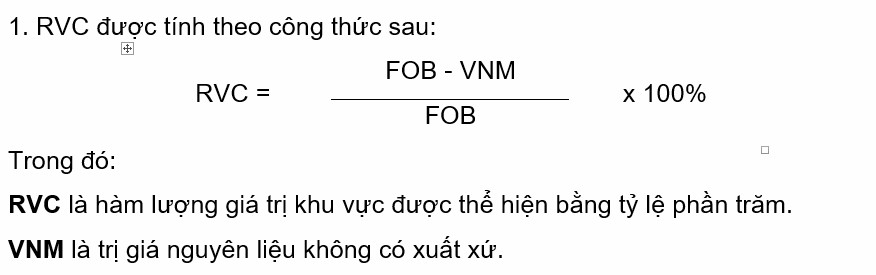 1. RVC được tính theo công thức sau:
FOB - VNM
RVC = x 100%
FOB
Trong đó:
RVC là hàm lượng giá trị khu vực được thể hiện bằng tỷ lệ phần trăm.
VNM là trị giá nguyên liệu không có xuất xứ.